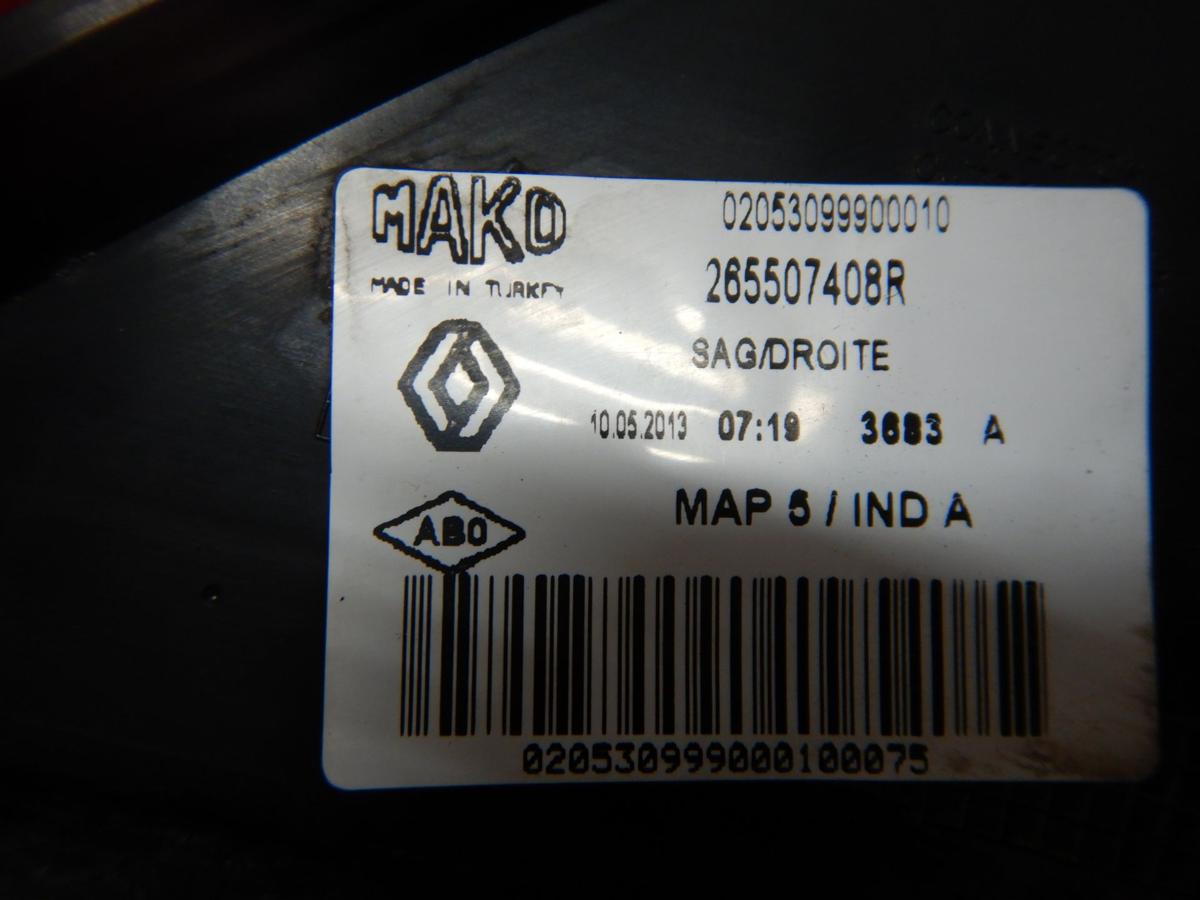 MAKO
02053099900010
MADE IN TURKEY
265507408R
SAG/DROITE
10.05.2013 07:19 3683 A
MAP 5 / IND A
ABO
020530999000100075